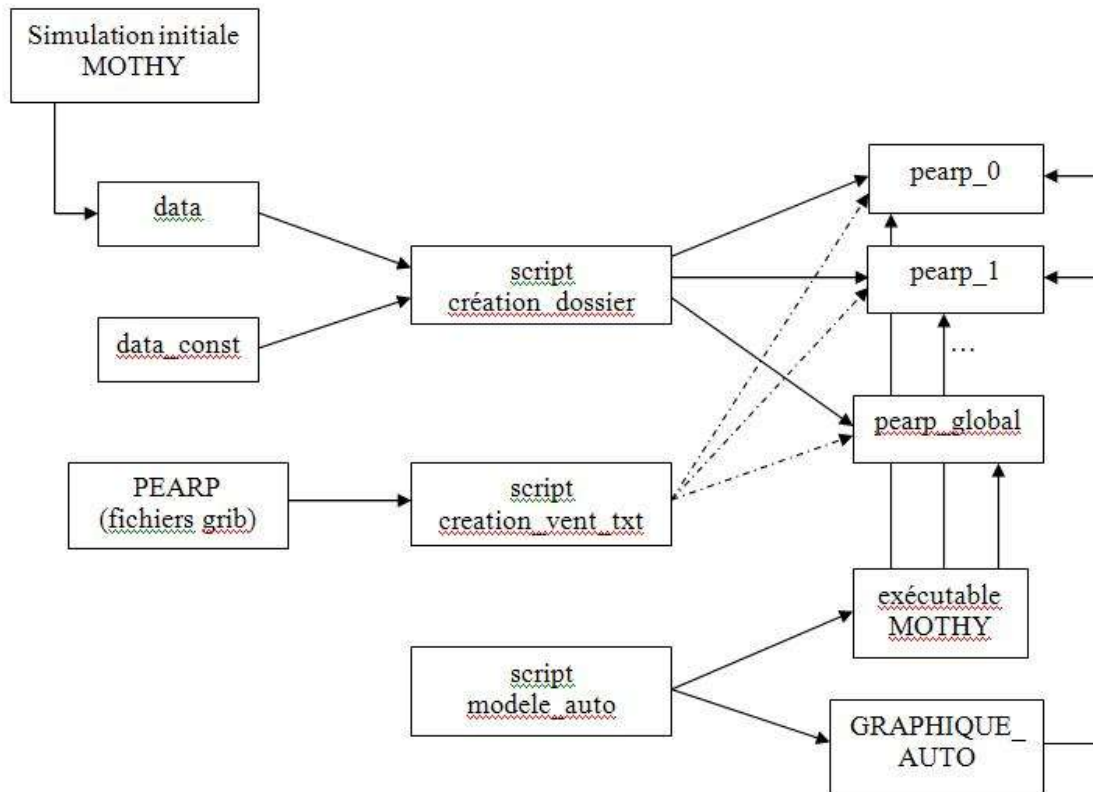 Simulation initiale
MOTHY
pearp_0
data
pearp_1
script
création_dossier
data_const
...
pearp_global
PEARP
(fichiers grib)
script
creation_vent_txt
exécutable
MOTHY
script
modele_auto
GRAPHIQUE_
AUTO